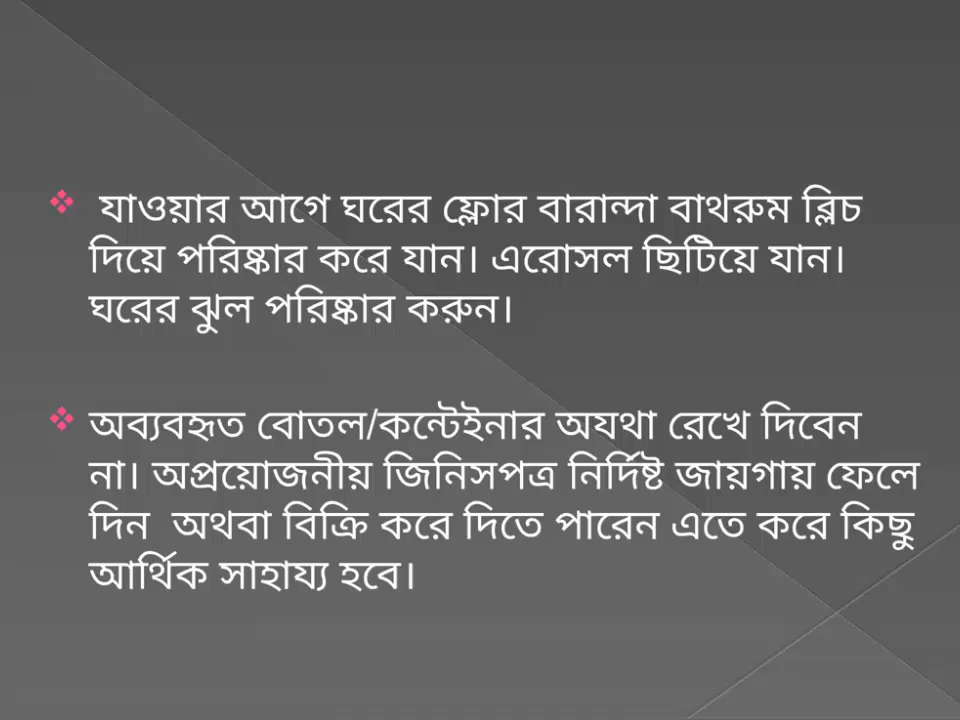 যাওয়ার আগে ঘরের ফ্লোর বারান্দা বাথরুম ব্লিচ
দিয়ে পরিষ্কার করে যান। এরোসল ছিটিয়ে যান।
ঘরের ঝুল পরিষ্কার করুন।
অব্যবহৃত বোতল/কন্টেইনার অযথা রেখে দিবেন
না। অপ্রয়োজনীয় জিনিসপত্র নির্দিষ্ট জায়গায় ফেলে
দিন অথবা বিক্রি করে দিতে পারেন এতে করে কিছু
আর্থিক সাহায্য হবে।